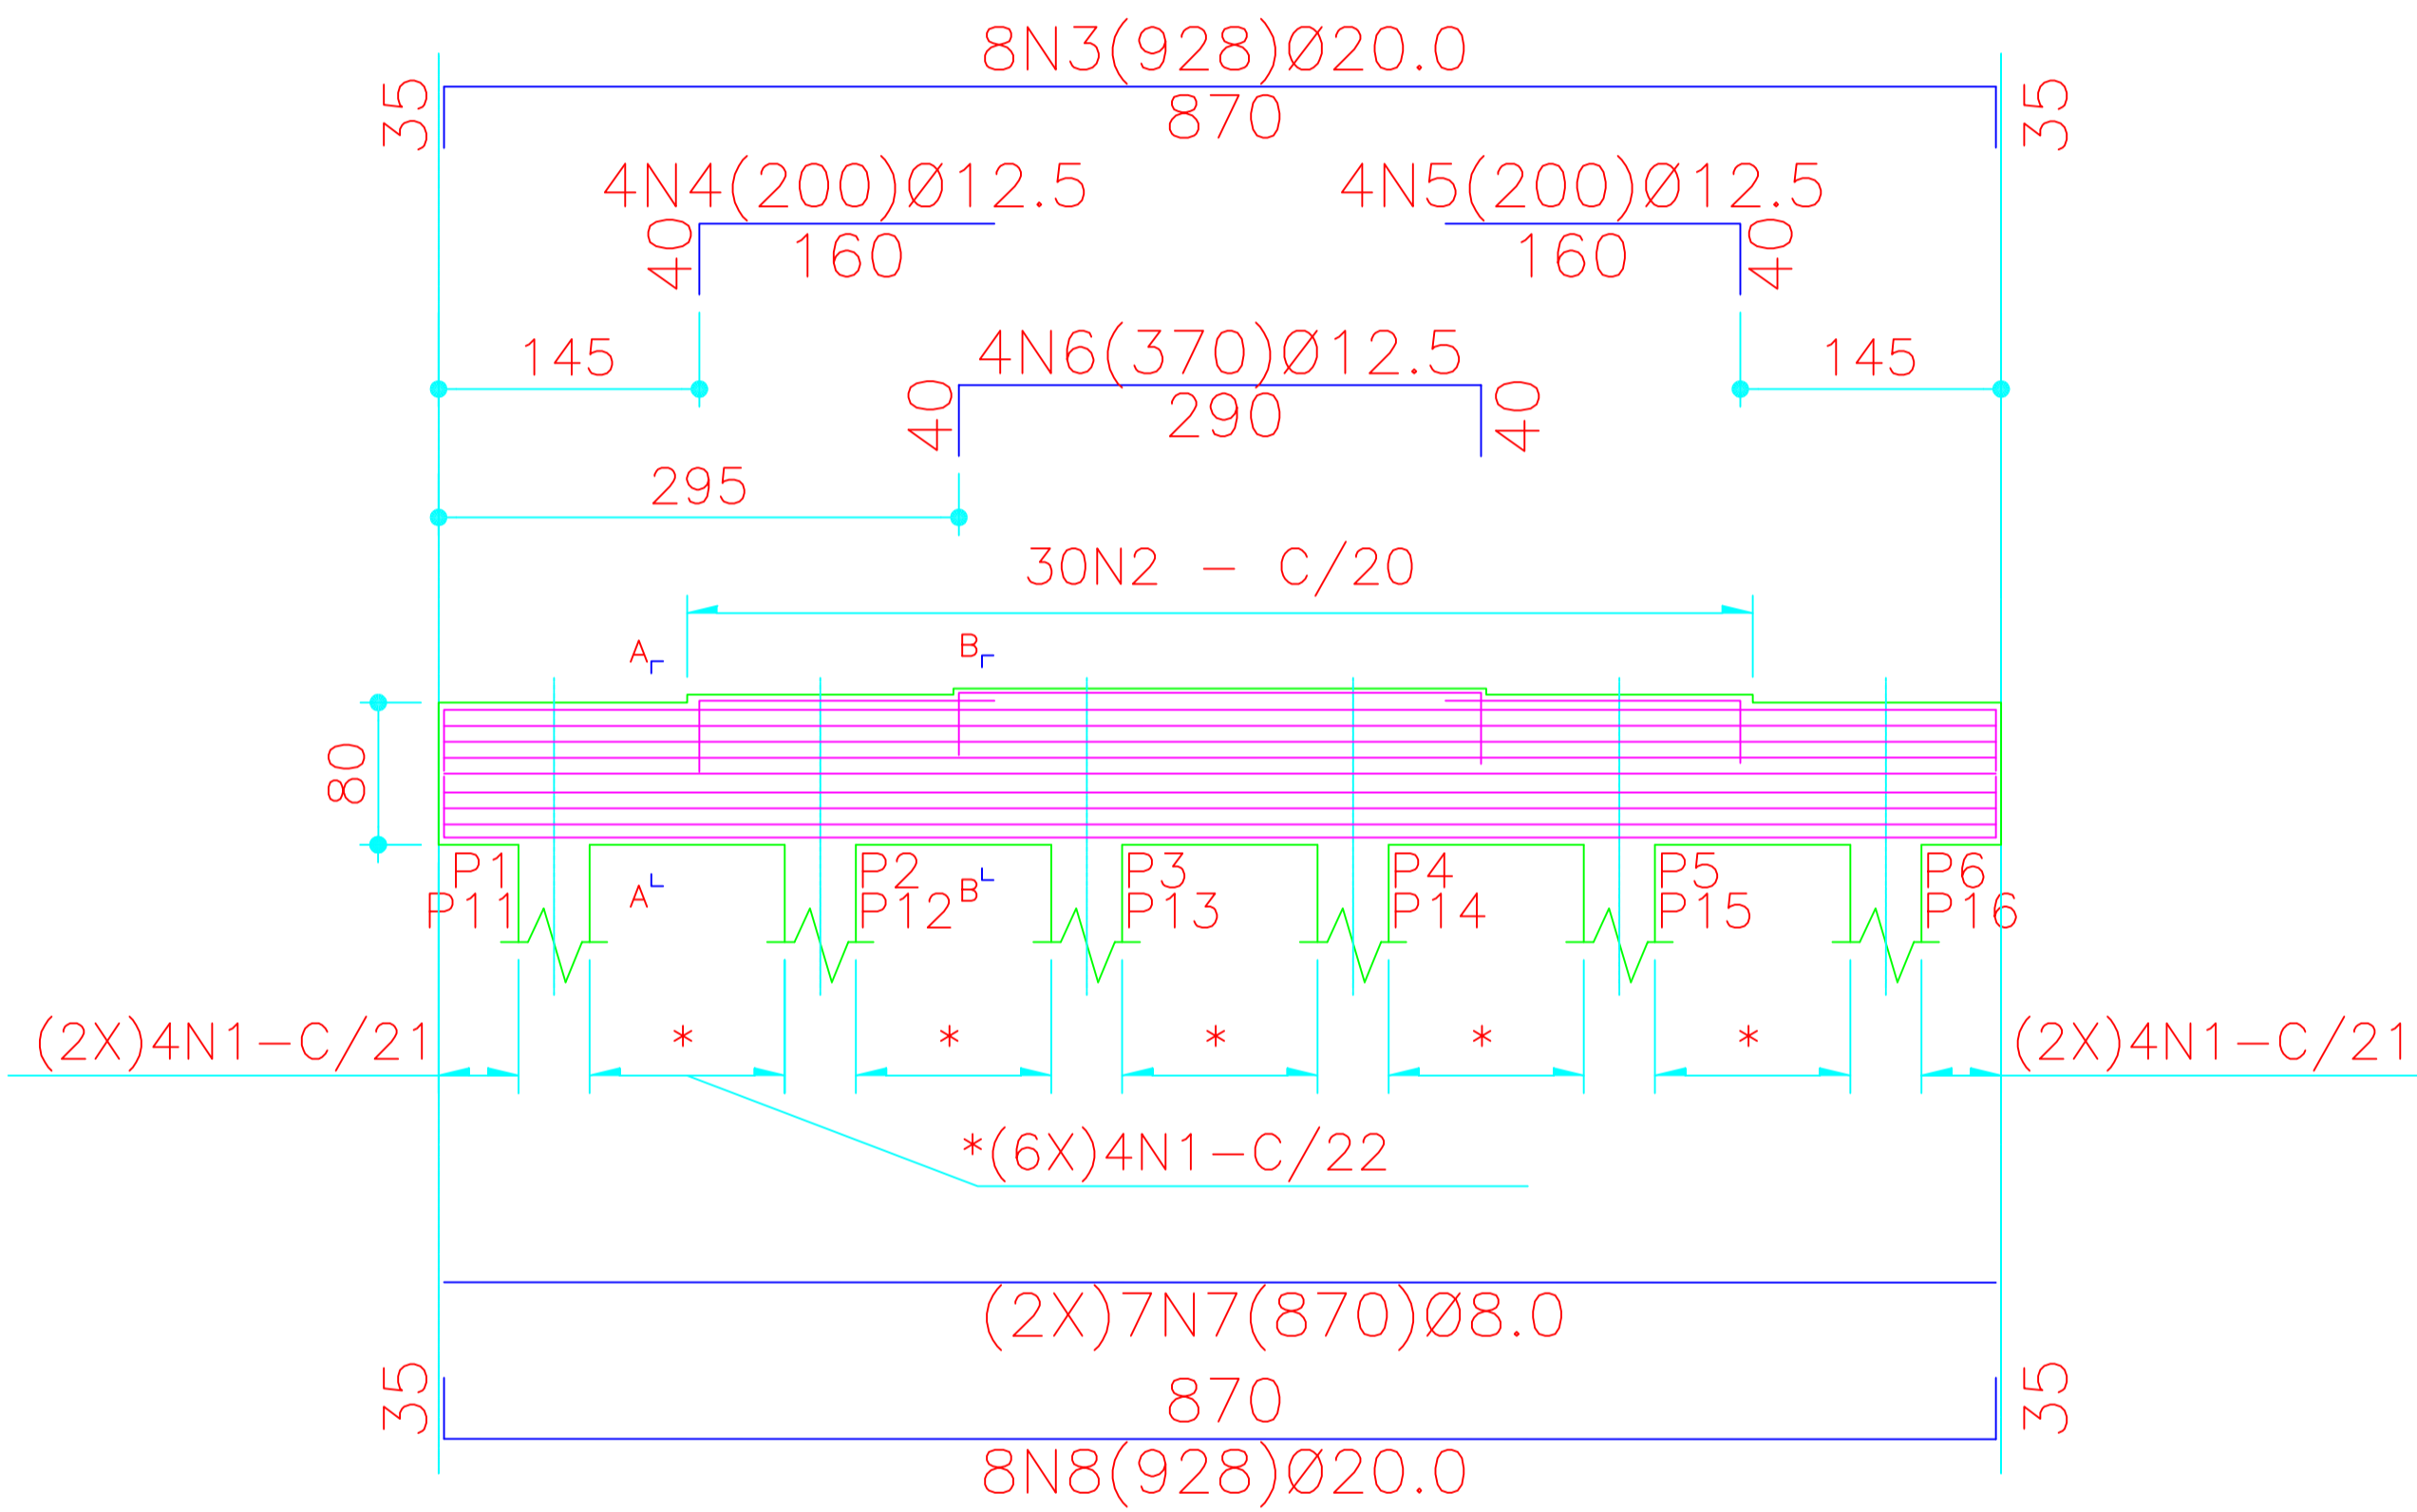 8N3(928)Ø20.0
35
870
35
4N4(200)Ø12.5
4N5(200)Ø12.5
40
160
160
40
145
4N6(370)Ø12.5
145
40
290
40
295
30N2 - C/20
A
B
80
P1
P2
P3
P4
P5
P6
P11
A
P12
B
P13
P14
P15
P16
(2X)4N1-C/21
*
*
*
*
*
(2X)4N1-C/21
*(6X)4N1-C/22
(2X)7N7(870)Ø8.0
35
870
35
8N8(928)Ø20.0